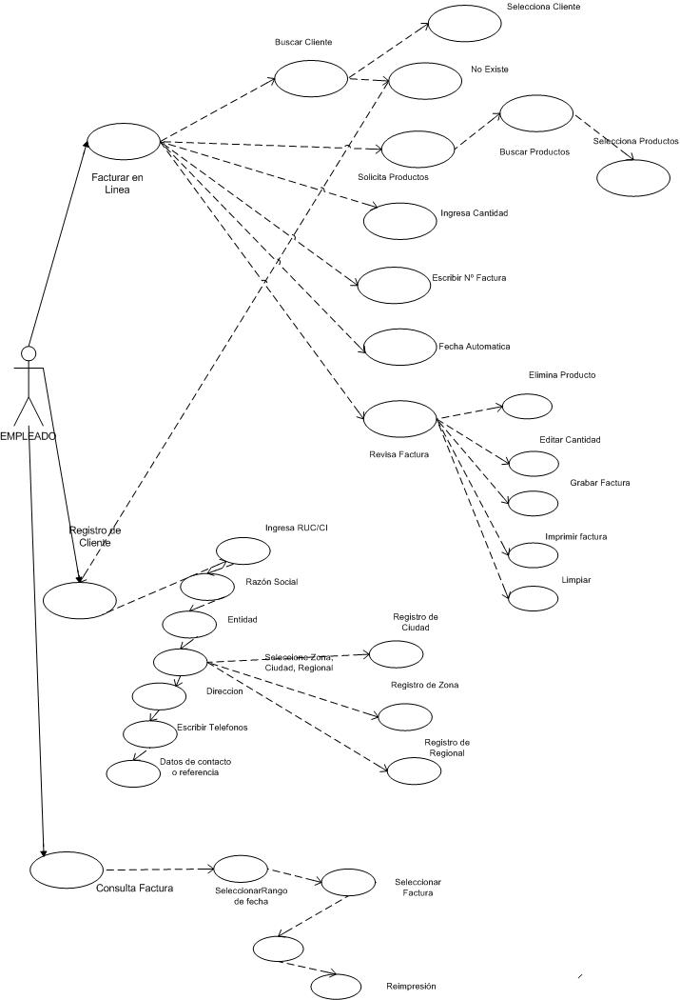 Selecciona Cliente
Buscar Cliente
No Existe
Selecciona Productos
Buscar Productos
Facturar en
Linea
Solicita Productos
Ingresa Cantidad
Escribir Nº Factura
Fecha Automatica
Elimina Producto
EMPLEADO
Editar Cantidad
Revisa Factura
Grabar Factura
Registro de
Cliente
Ingresa RUC/CI
Imprimir factura
Razón Social
Limpiar
Entidad
Registro de
Ciudad
Seleccione Zona,
Ciudad, Regional
Direccion
Registro de Zona
Escribir Telefonos
Registro de
Regional
Datos de contacto
o referencia
Consulta Factura
SeleccionarRango
de fecha
Seleccionar
Factura
Reimpresión